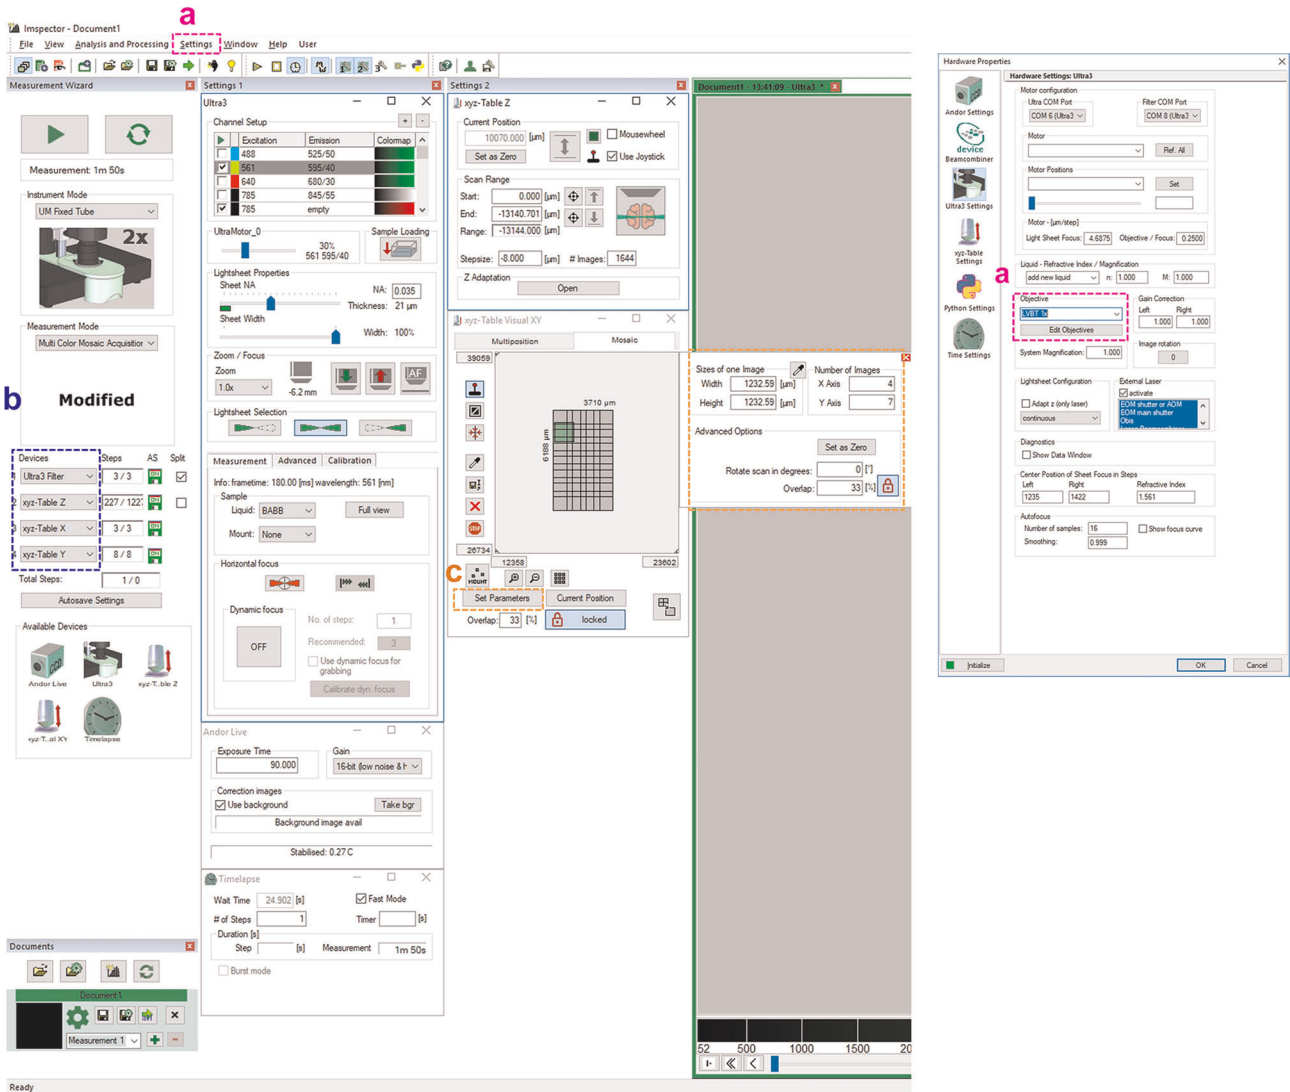 a
Imspector - Document1
File View Analysis and Processing Settings Window Help User
Measurement Wizard
Measurement: 1m 50s
Instrument Mode
UM Fixed Tube
2x
Measurement Mode
Multi Color Mosaic Acquisition
b
Modified
Devices Steps AS Split
1 Ultra3 Filter 3 / 3
2 xyz-Table Z 227 / 122
3 xyz-Table X 3 / 3
4 xyz-Table Y 8 / 8
Total Steps: 1 / 0
Autosave Settings
Available Devices
CCD
Andor Live Ultra3 xyz-T..ble Z
xyz-T..al XY Timelapse
Documents
Document1
Measurement 1
Ready
Settings 1
Ultra3
Channel Setup
+ -
Excitation Emission Colormap
488 525/50
561 595/40
640 680/30
785 845/55
785 empty
UltraMotor_0
30%
561 595/40
Sample Loading
Lightsheet Properties
Sheet NA
NA: 0.035
Thickness: 21 µm
Sheet Width
Width: 100%
Zoom / Focus
Zoom
1.0x
-6.2 mm
AF
Lightsheet Selection
Measurement Advanced Calibration
Info: frametime: 180.00 [ms] wavelength: 561 [nm]
Sample
Liquid: BABB Full view
Mount: None
Horizontal focus
Dynamic focus
OFF
No. of steps: 1
Recommended: 3
Use dynamic focus for
grabbing
Calibrate dyn. focus
Andor Live
Exposure Time
90.000
Gain
16-bit (low noise & h
Correction images
Use background Take bgr
Background image avail
Stabilised: 0.27 C
Timelapse
Wait Time 24.902 [s] Fast Mode
# of Steps 1 Timer [s]
Duration [s]
Step [s] Measurement 1m 50s
Burst mode
Settings 2
xyz-Table Z
Current Position
10070.000 [µm]
Set as Zero
Mousewheel
Use Joystick
Scan Range
Start: 0.000 [µm]
End: -13140.701 [µm]
Range: -13144.000 [µm]
Stepsize: -8.000 [µm] # Images: 1644
Z Adaptation
Open
xyz-Table Visual XY
Multiposition Mosaic
39059
3710 µm
6188 µm
STOP
26734
12358 23602
c
MOUNT
Set Parameters Current Position
Overlap: 33 [%] locked
Document1 - 13:41:09 - Ultra3 *
Sizes of one Image
Width 1232.59 [µm]
Height 1232.59 [µm]
Number of Images
X Axis 4
Y Axis 7
Advanced Options
Set as Zero
Rotate scan in degrees: 0 [°]
Overlap: 33 [%]
52 500 1000 1500 20
Hardware Properties
Hardware Settings: Ultra3
CCD
Andor Settings
device
Beamcombiner
Ultra3 Settings
xyz-Table
Settings
Python Settings
Time Settings
Motor configuration
Ultra COM Port
COM 6 (Ultra3
Filter COM Port
COM 8 (Ultra3
Motor
Ref. All
Motor Positions
Set
Motor - [µm/step]
Light Sheet Focus: 4.6875 Objective / Focus: 0.2500
Liquid - Refractive Index / Magnification
add new liquid n: 1.000 M: 1.000
a
Objective
LVBT 1x
Edit Objectives
Gain Correction
Left Right
1.000 1.000
System Magnification: 1.000
Image rotation
0
Lightsheet Configuration
Adapt z (only laser)
continuous
External Laser
activate
EOM shutter or AOM
EOM main shutter
Obis
Diagnostics
Show Data Window
Center Position of Sheet Focus in Steps
Left Right Refractive Index
1235 1422 1.561
Autofocus
Number of samples: 16 Show focus curve
Smoothing: 0.999
Initialize OK Cancel